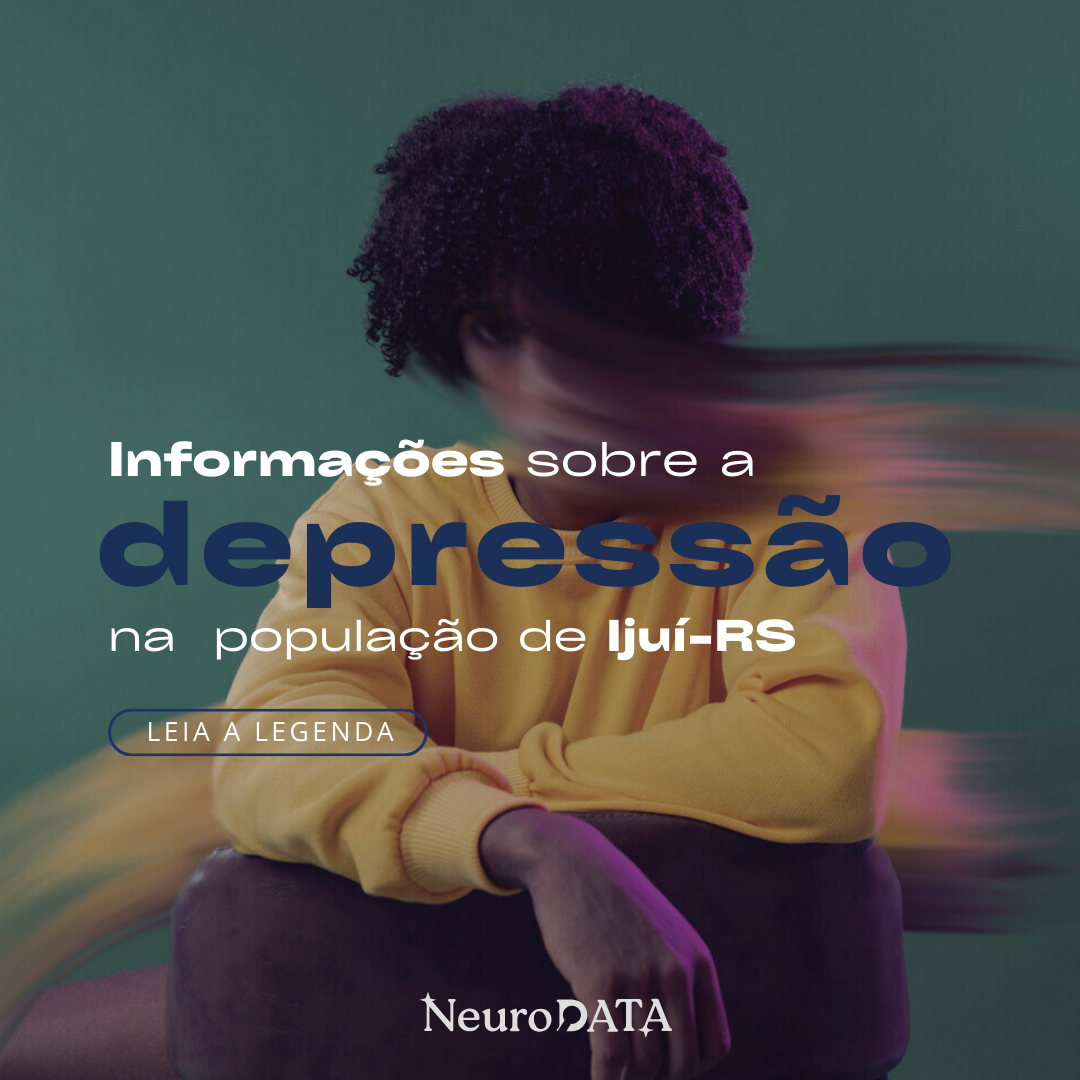 Informações sobre a
depressão
na população de Ijuí-RS
LEIA A LEGENDA
NeuroDATA